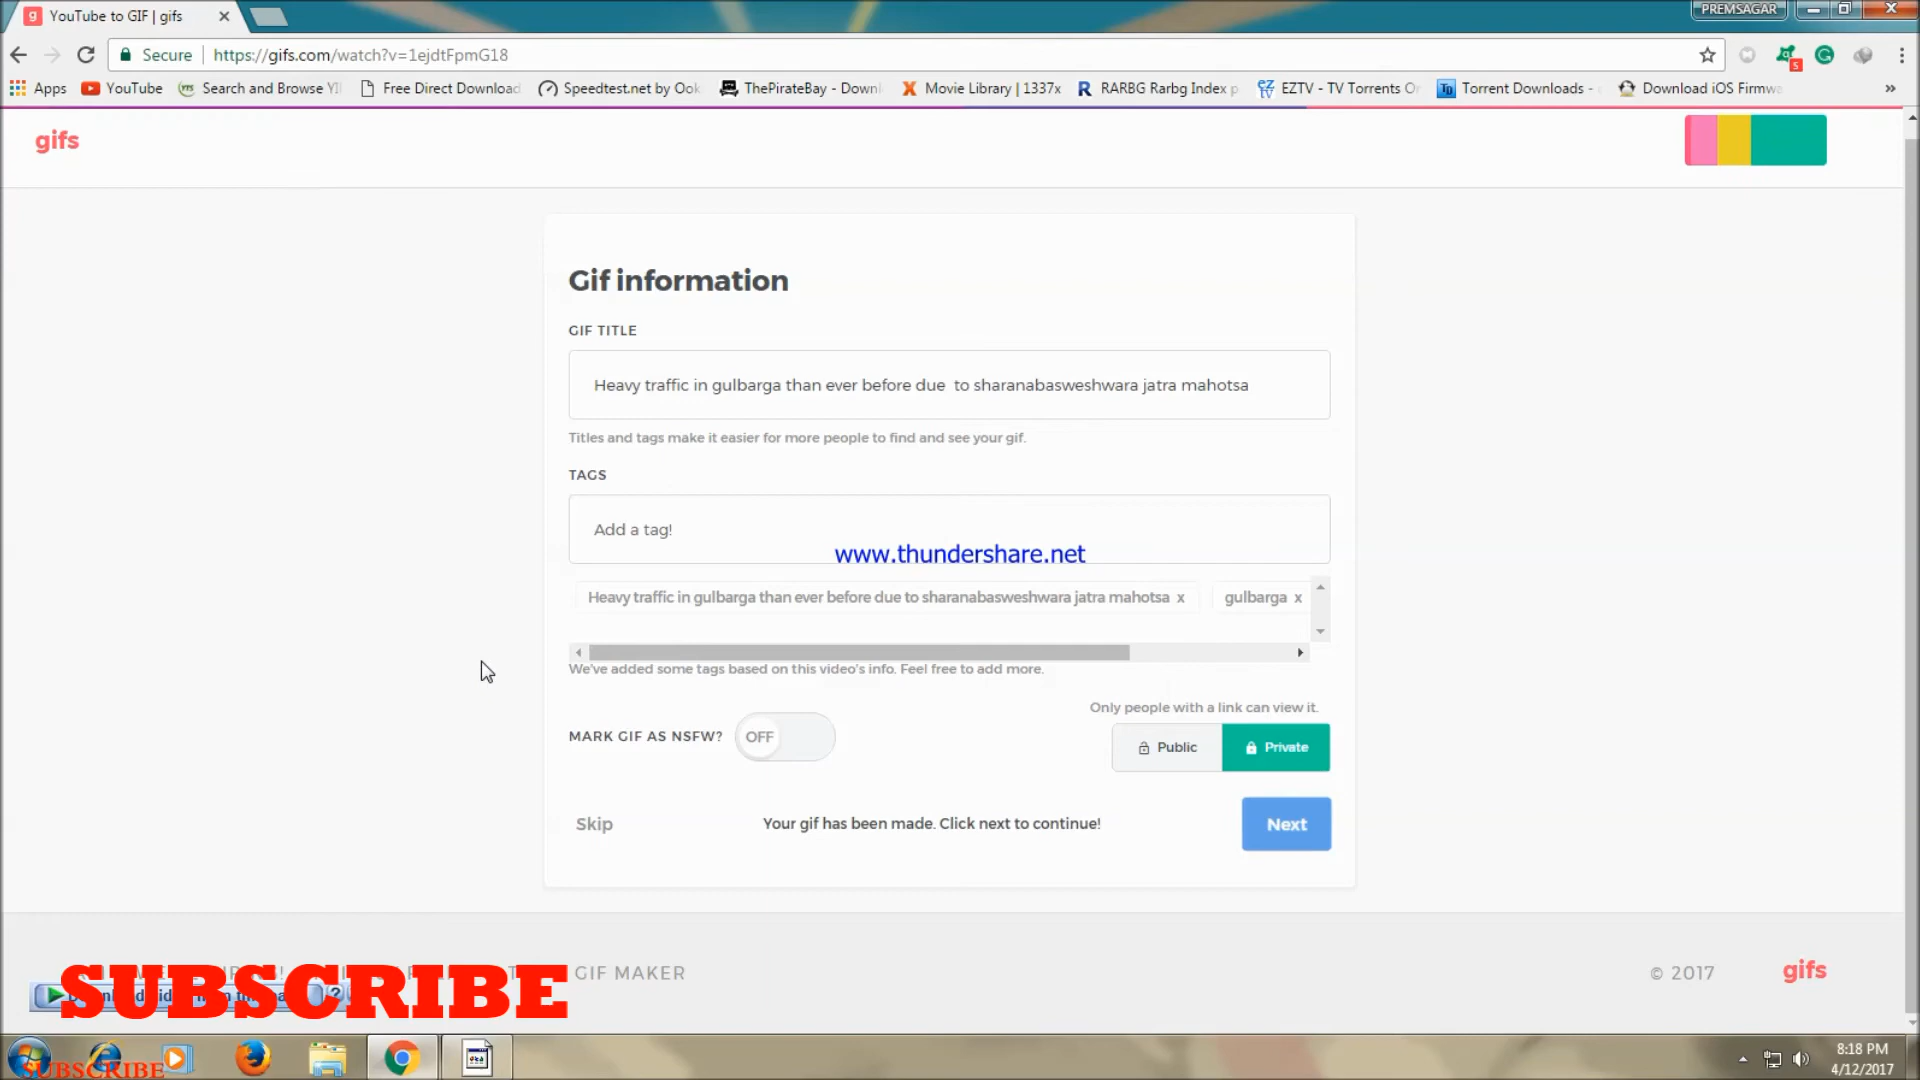 YouTube to GIF | gifs
PREMSAGAR
Secure
https://gifs.com/watch?v=1ejdtFpmG18
Apps
YouTube
Search and Browse YI
Free Direct Download
Speedtest.net by Ook
ThePirateBay - Downl
Movie Library | 1337x
RARBG Rarbg Index p
EZTV - TV Torrents O
Torrent Downloads -
Download iOS Firmwa
gifs
Gif information
GIF TITLE
Heavy traffic in gulbarga than ever before due  to sharanabasweshwara jatra mahotsa
Titles and tags make it easier for more people to find and see your gif.
TAGS
Add a tag!
www.thundershare.net
Heavy traffic in gulbarga than ever before due to sharanabasweshwara jatra mahotsa x
gulbarga x
We've added some tags based on this video's info. Feel free to add more.
Only people with a link can view it.
MARK GIF AS NSFW?
OFF
Public
Private
Skip
Your gif has been made. Click next to continue!
Next
GIF MAKER
© 2017
gifs
SUBSCRIBE
SUBSCRIBE
8:18 PM
4/12/2017